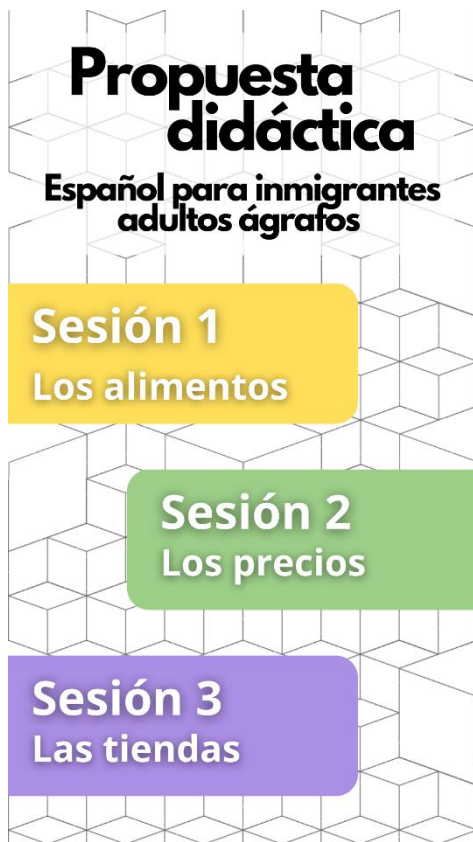 Propuesta
didáctica
Español para inmigrantes
adultos ágrafos
Sesión 1
Los alimentos
Sesión 2
Los precios
Sesión 3
Las tiendas